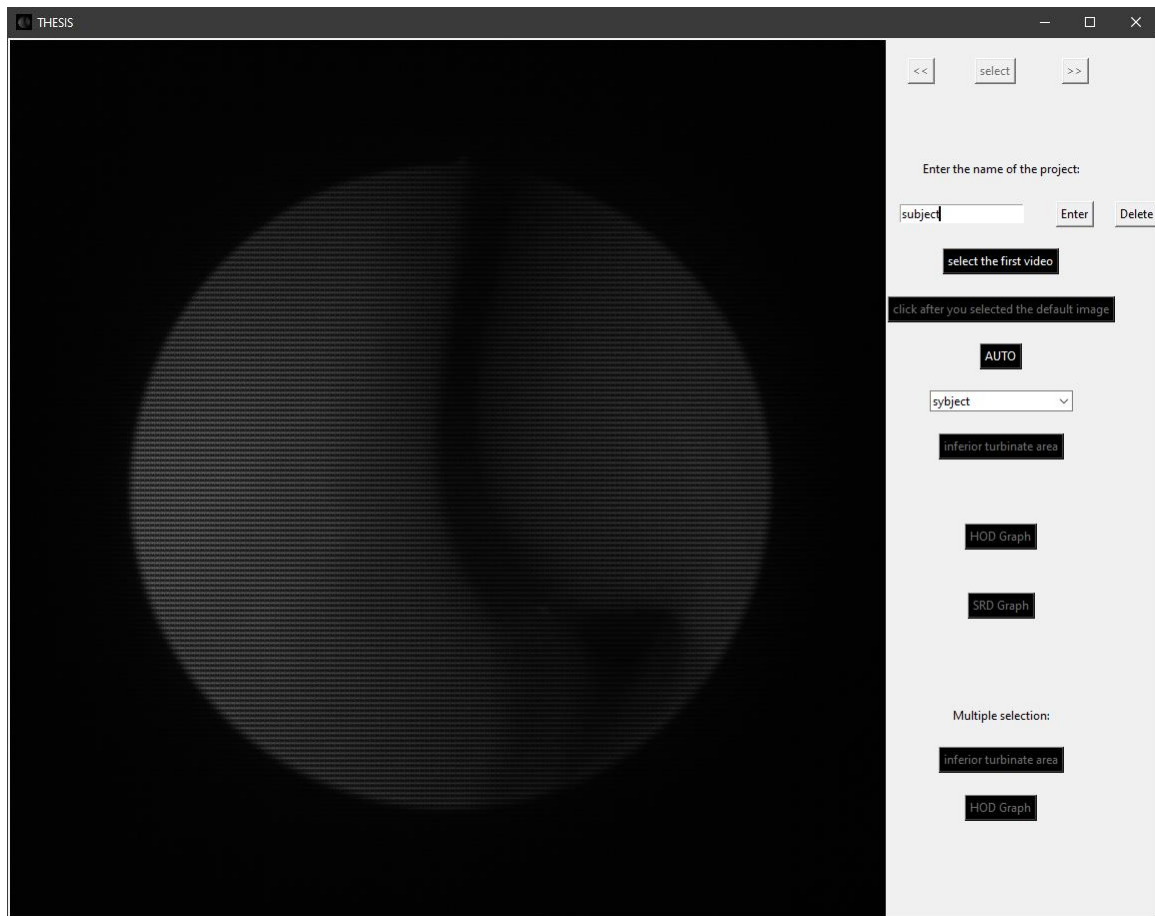 THESIS
<< select >>
Enter the name of the project:
subject Enter Delete
select the first video
click after you selected the default image
AUTO
sybject
inferior turbinate area
HOD Graph
SRD Graph
Multiple selection:
inferior turbinate area
HOD Graph